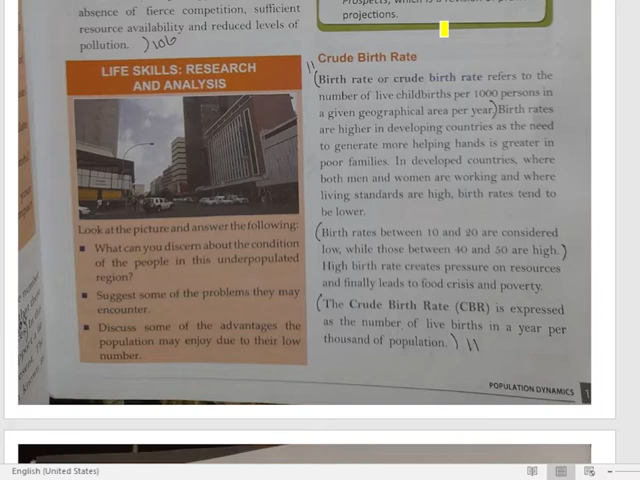 absence of fierce competition, sufficient
resource availability and reduced levels of
pollution. )106
LIFE SKILLS: RESEARCH
AND ANALYSIS
Look at the picture and answer the following:
▪ What can you discern about the condition
of the people in this underpopulated
region?
▪ Suggest some of the problems they may
encounter.
▪ Discuss some of the advantages the
population may enjoy due to their low
number.
projections.
Crude Birth Rate
11
(Birth rate or crude birth rate refers to the
number of live childbirths per 1000 persons in
a given geographical area per year.)Birth rates
are higher in developing countries as the need
to generate more helping hands is greater in
poor families. In developed countries, where
both men and women are working and where
living standards are high, birth rates tend to
be lower.
(Birth rates between 10 and 20 are considered
low, while those between 40 and 50 are high.)
High birth rate creates pressure on resources
and finally leads to food crisis and poverty.
(The Crude Birth Rate (CBR) is expressed
as the number of live births in a year per
thousand of population.) 11
POPULATION DYNAMICS
English (United States)